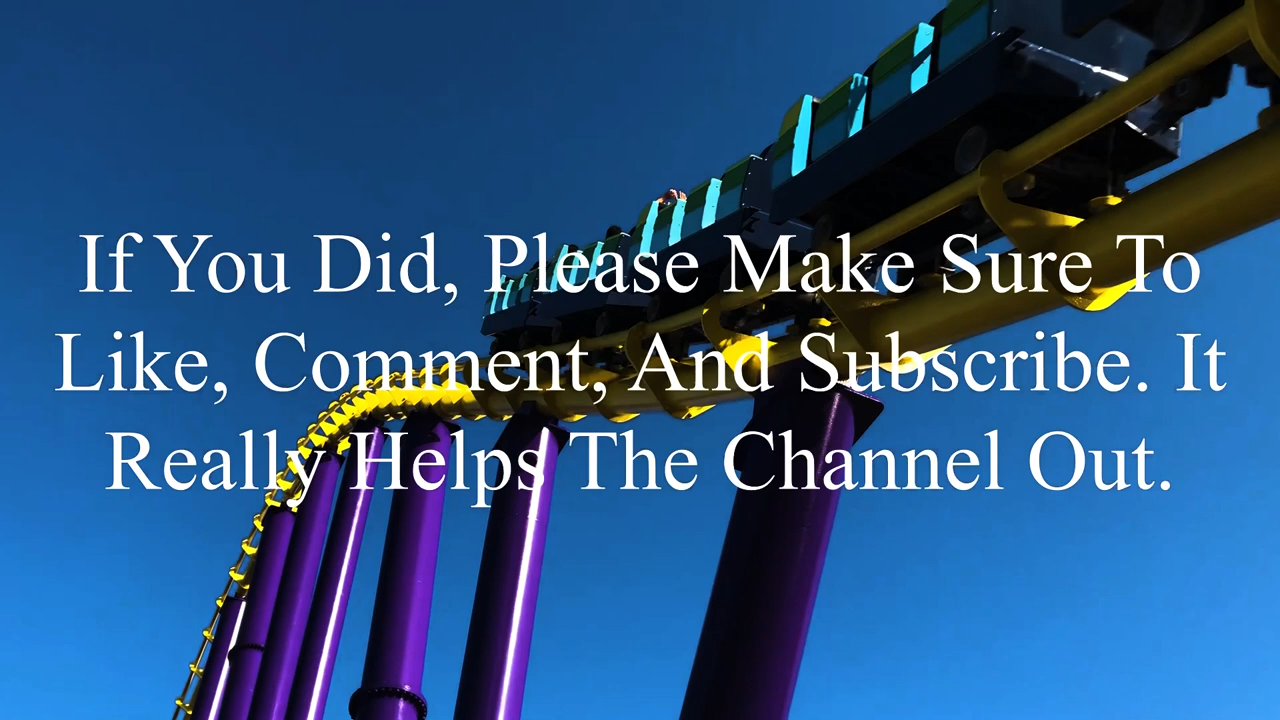 If You Did, Please Make Sure To
Like, Comment, And Subscribe. It
Really Helps The Channel Out.